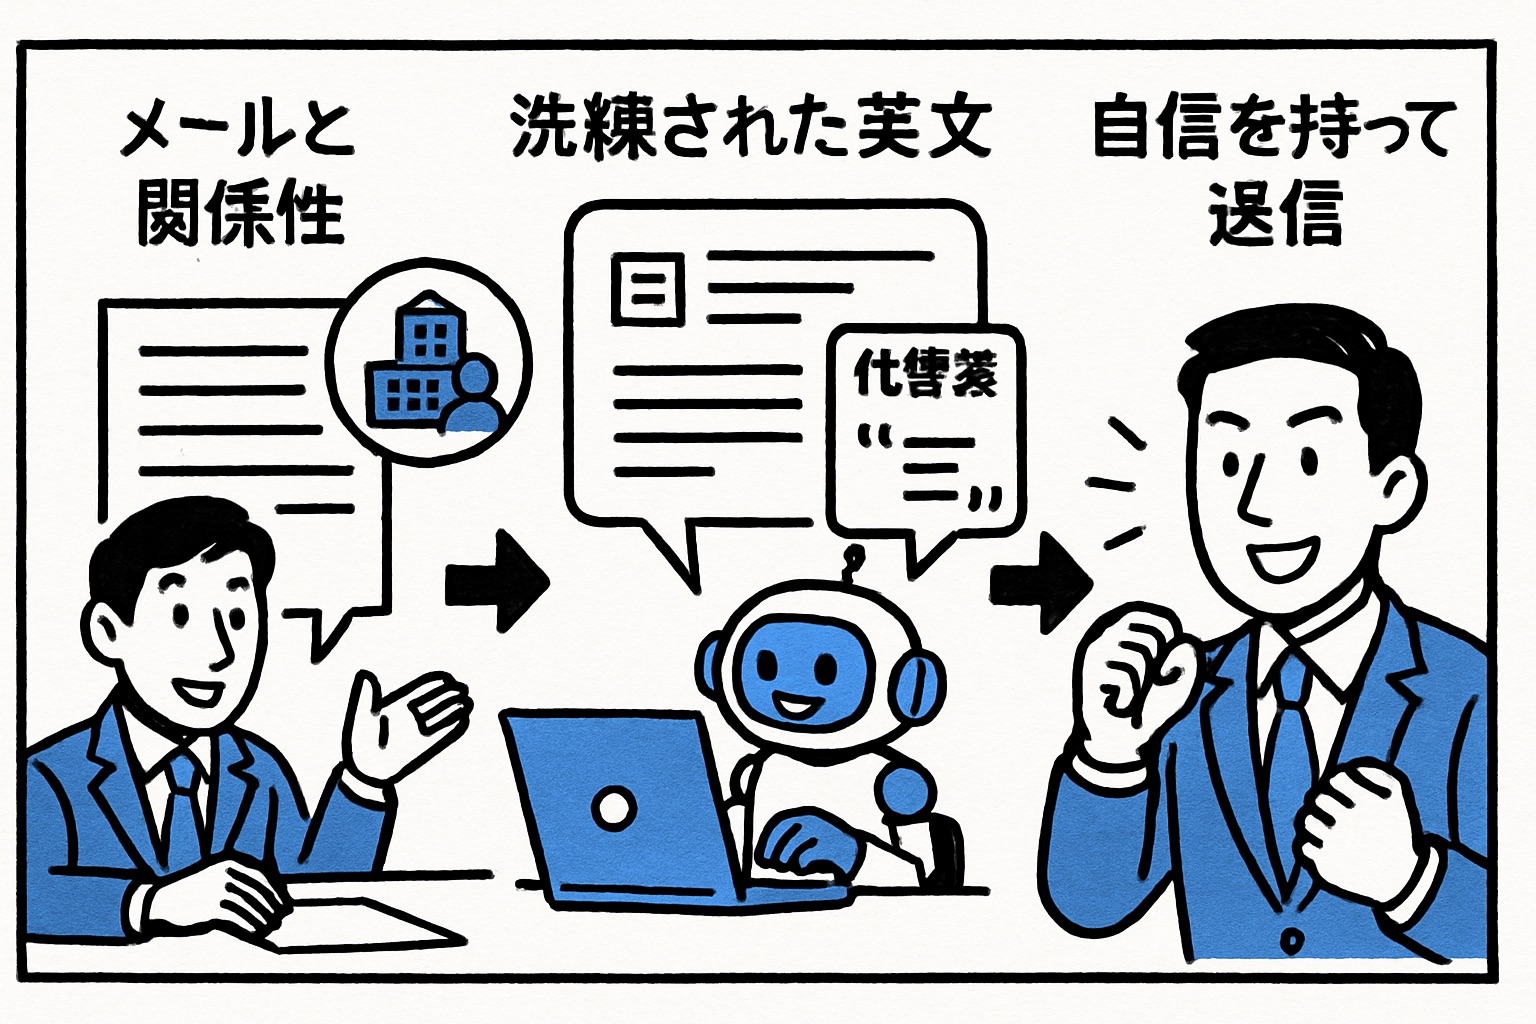 メールと
関係性
洗練された英文
自信を持って
送信